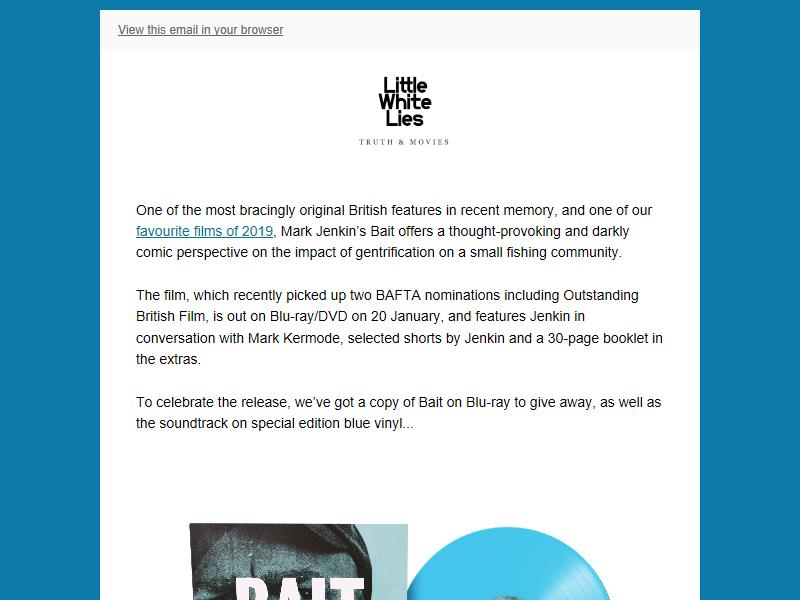 View this email in your browser
Little
White
Lies
TRUTH & MOVIES
One of the most bracingly original British features in recent memory, and one of our
favourite films of 2019, Mark Jenkin's Bait offers a thought-provoking and darkly
comic perspective on the impact of gentrification on a small fishing community.
The film, which recently picked up two BAFTA nominations including Outstanding
British Film, is out on Blu-ray/DVD on 20 January, and features Jenkin in
conversation with Mark Kermode, selected shorts by Jenkin and a 30-page booklet in
the extras.
To celebrate the release, we've got a copy of Bait on Blu-ray to give away, as well as
the soundtrack on special edition blue vinyl...
BAIT